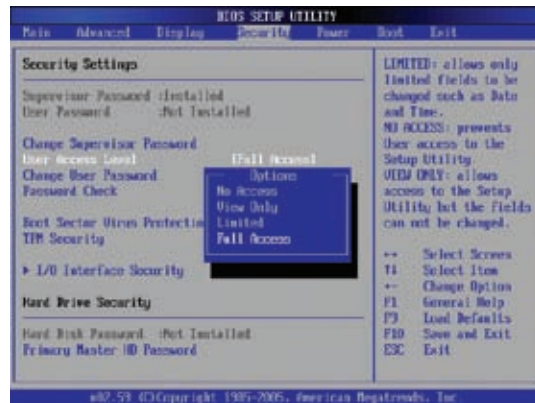 BIOS SETUP UTILITY
Main Advanced Display Security Power Boot Exit
Security Settings
Supervisor Password :Installed
User Password :Not Installed
Change Supervisor Password
User Access Level [Full Access]
Change User Password
Password Check
Boot Sector Virus Protectio
TPM Security
▶ I/O Interface Security
Hard Drive Security
Hard Disk Password :Not Installed
Primary Master HD Password
Options
No Access
View Only
Limited
Full Access
LIMITED: allows only
limited fields to be
changed such as Date
and Time.
NO ACCESS: prevents
User access to the
Setup Utility.
VIEW ONLY: allows
access to the Setup
Utility but the fields
can not be changed.
↔ Select Screen
↑↓ Select Item
+- Change Option
F1 General Help
F9 Load Defaults
F10 Save and Exit
ESC Exit
v02.59 (C)Copyright 1985-2005, American Megatrends, Inc.